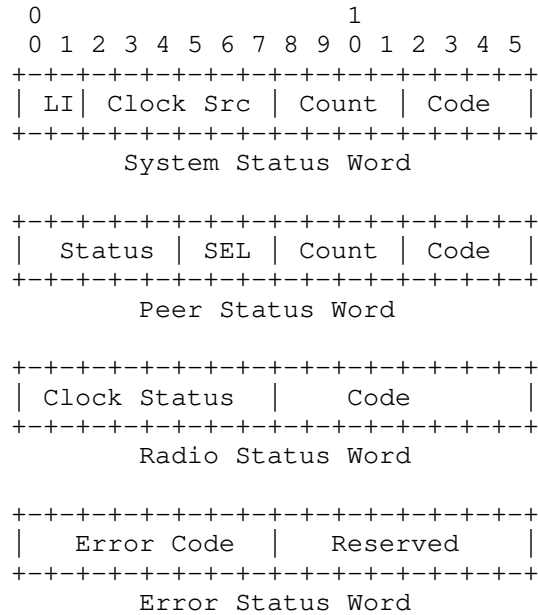 0                   1
0 1 2 3 4 5 6 7 8 9 0 1 2 3 4 5
+-+-+-+-+-+-+-+-+-+-+-+-+-+-+-+-+
| LI| Clock Src | Count | Code  |
+-+-+-+-+-+-+-+-+-+-+-+-+-+-+-+-+
System Status Word
+-+-+-+-+-+-+-+-+-+-+-+-+-+-+-+-+
|  Status | SEL | Count | Code  |
+-+-+-+-+-+-+-+-+-+-+-+-+-+-+-+-+
Peer Status Word
+-+-+-+-+-+-+-+-+-+-+-+-+-+-+-+-+
| Clock Status  |    Code       |
+-+-+-+-+-+-+-+-+-+-+-+-+-+-+-+-+
Radio Status Word
+-+-+-+-+-+-+-+-+-+-+-+-+-+-+-+-+
|   Error Code  |   Reserved    |
+-+-+-+-+-+-+-+-+-+-+-+-+-+-+-+-+
Error Status Word